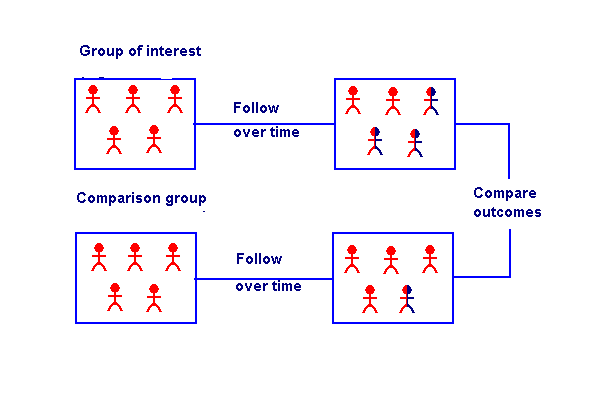 Group of interest
Follow
over time
Comparison group
Compare
outcomes
Follow
over time